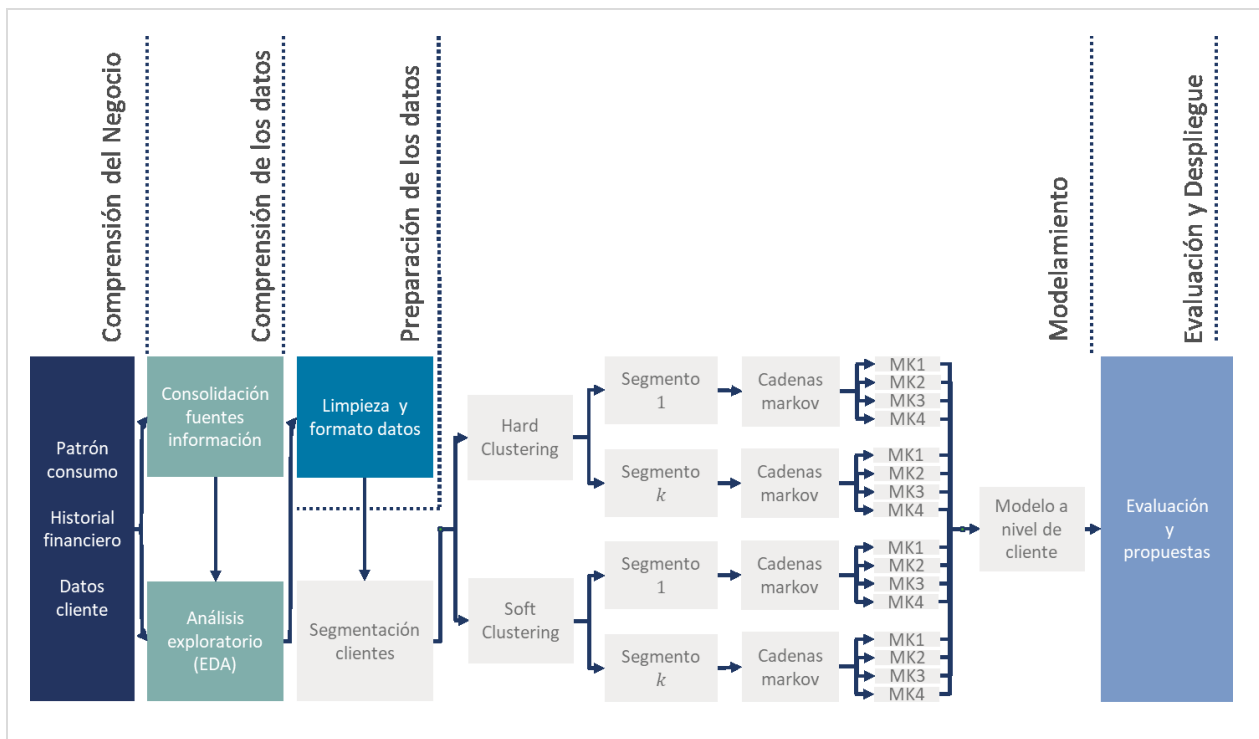 Comprensión del Negocio
Comprensión de los datos
Preparación de los datos
Modelamiento
Evaluación y Despliegue
Patrón
consumo
Historial
financiero
Datos
cliente
Consolidación
fuentes
información
Análisis
exploratorio
(EDA)
Limpieza y
formato datos
Segmentación
clientes
Hard
Clustering
Soft
Clustering
Segmento
1
Cadenas
markov
MK1
MK2
MK3
MK4
Segmento
k
Cadenas
markov
MK1
MK2
MK3
MK4
Segmento
1
Cadenas
markov
MK1
MK2
MK3
MK4
Segmento
k
Cadenas
markov
MK1
MK2
MK3
MK4
Modelo a
nivel de
cliente
Evaluación
y
propuestas